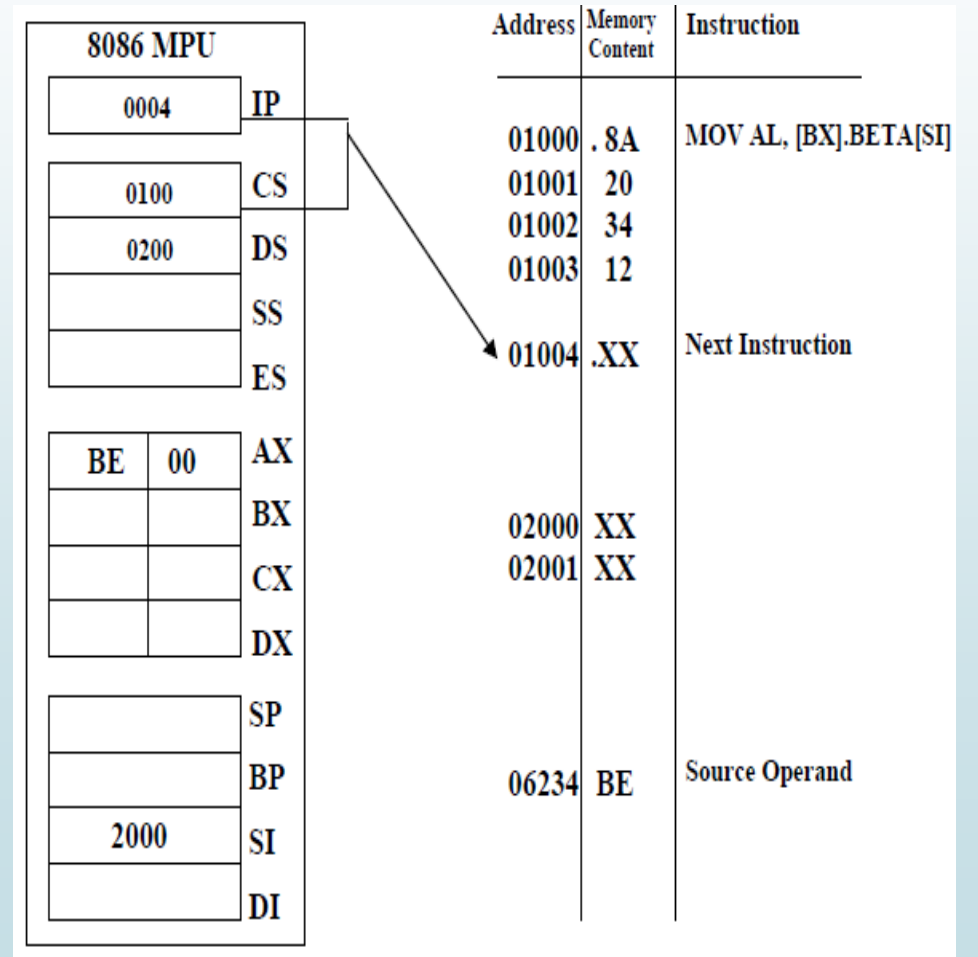 8086 MPU
0004 IP
0100 CS
0200 DS
SS
ES
BE 00 AX
BX
CX
DX
SP
BP
2000 SI
DI
Address Memory Content Instruction
01000 . 8A MOV AL, [BX].BETA[SI]
01001 20
01002 34
01003 12
01004 .XX Next Instruction
02000 XX
02001 XX
06234 BE Source Operand